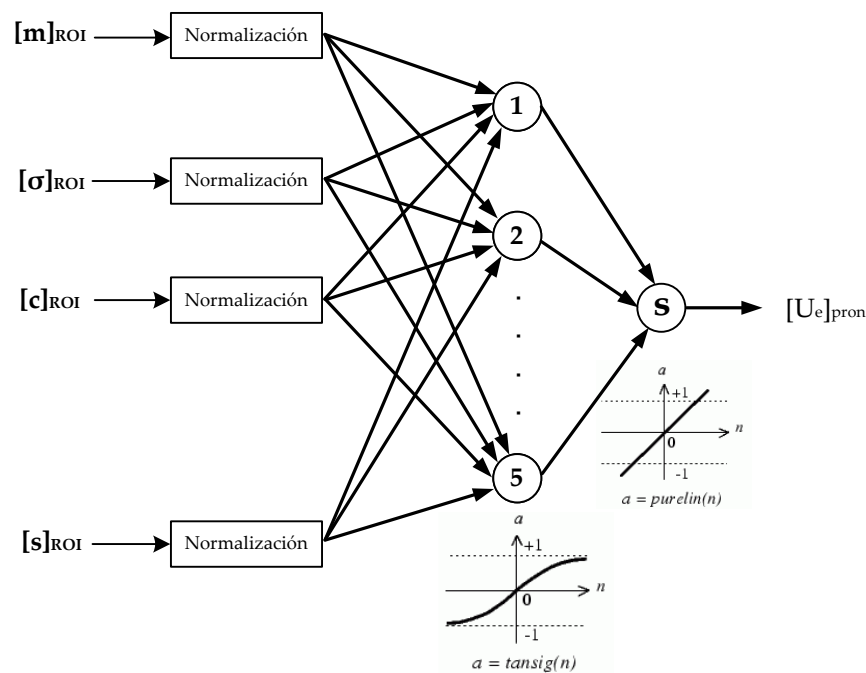 [m]ROI
Normalización
[σ]ROI
Normalización
[c]ROI
Normalización
[s]ROI
Normalización
1
2
5
S
[Ue]pron
a
+1
n
0
-1
a = purelin(n)
a
+1
n
0
-1
a = tansig(n)